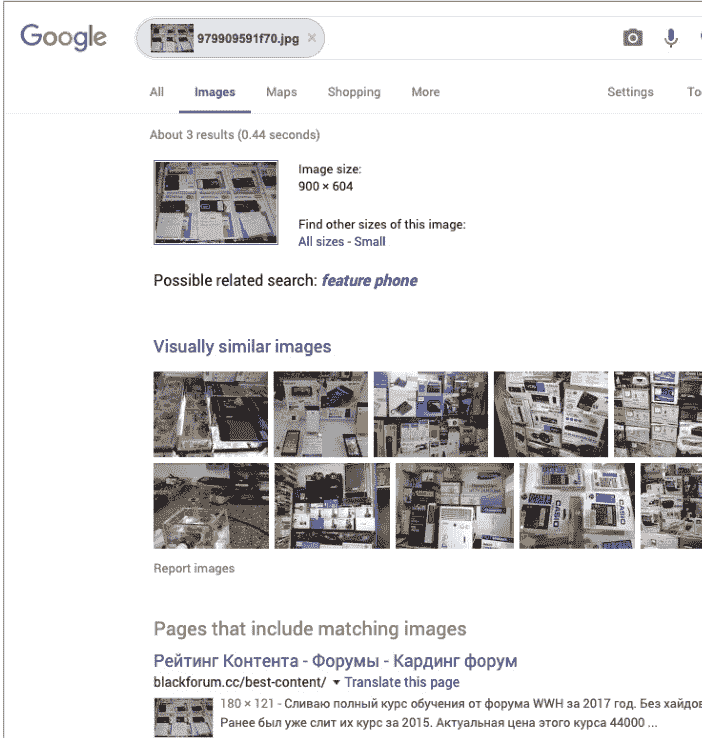 Google
979909591f70.jpg ×
All Images Maps Shopping More Settings
About 3 results (0.44 seconds)
Image size:
900 × 604
Find other sizes of this image:
All sizes - Small
Possible related search: feature phone
Visually similar images
CASIO
CASIO
Report images
Pages that include matching images
Рейтинг Контента - Форумы - Кардинг форум
blackforum.cc/best-content/ Translate this page
180 × 121 - Сливаю полный курс обучения от форума WWH за 2017 год. Без
Ранее был уже слит их курс за 2015. Актуальная цена этого курса 44000 ...